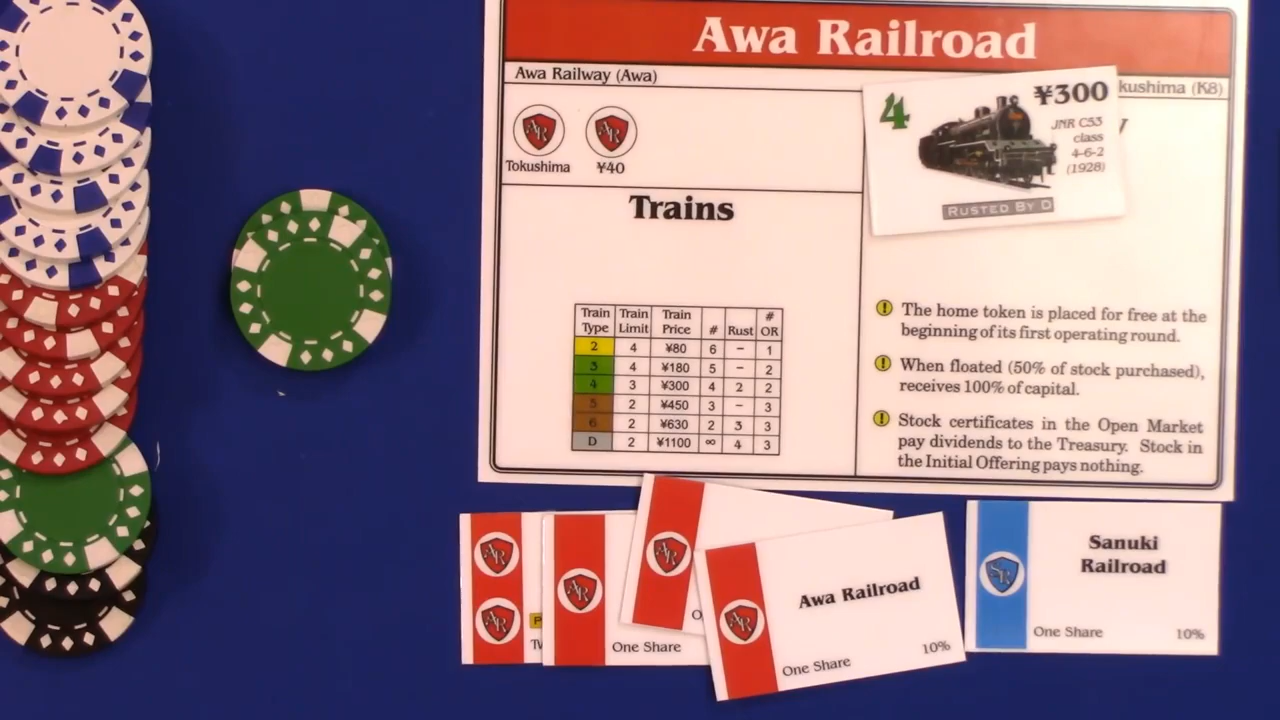 Awa Railroad
Awa Railway (Awa)
kushima (K8)
Tokushima
¥40
4
¥300
JNR C53
class
4-6-2
(1928)
RUSTED BY D
Trains
Train Type Train Limit Train Price # Rust # OR
2 4 ¥80 6 – 1
3 4 ¥180 5 – 2
4 3 ¥300 4 2 2
5 2 ¥450 3 – 3
6 2 ¥630 2 3 3
D 2 ¥1100 ∞ 4 3
The home token is placed for free at the
beginning of its first operating round.
When floated (50% of stock purchased),
receives 100% of capital.
Stock certificates in the Open Market
pay dividends to the Treasury. Stock in
the Initial Offering pays nothing.
AR
AR
P
Tw
AR
One Share
AR
O
AR
Awa Railroad
One Share
10%
SR
Sanuki
Railroad
One Share
10%